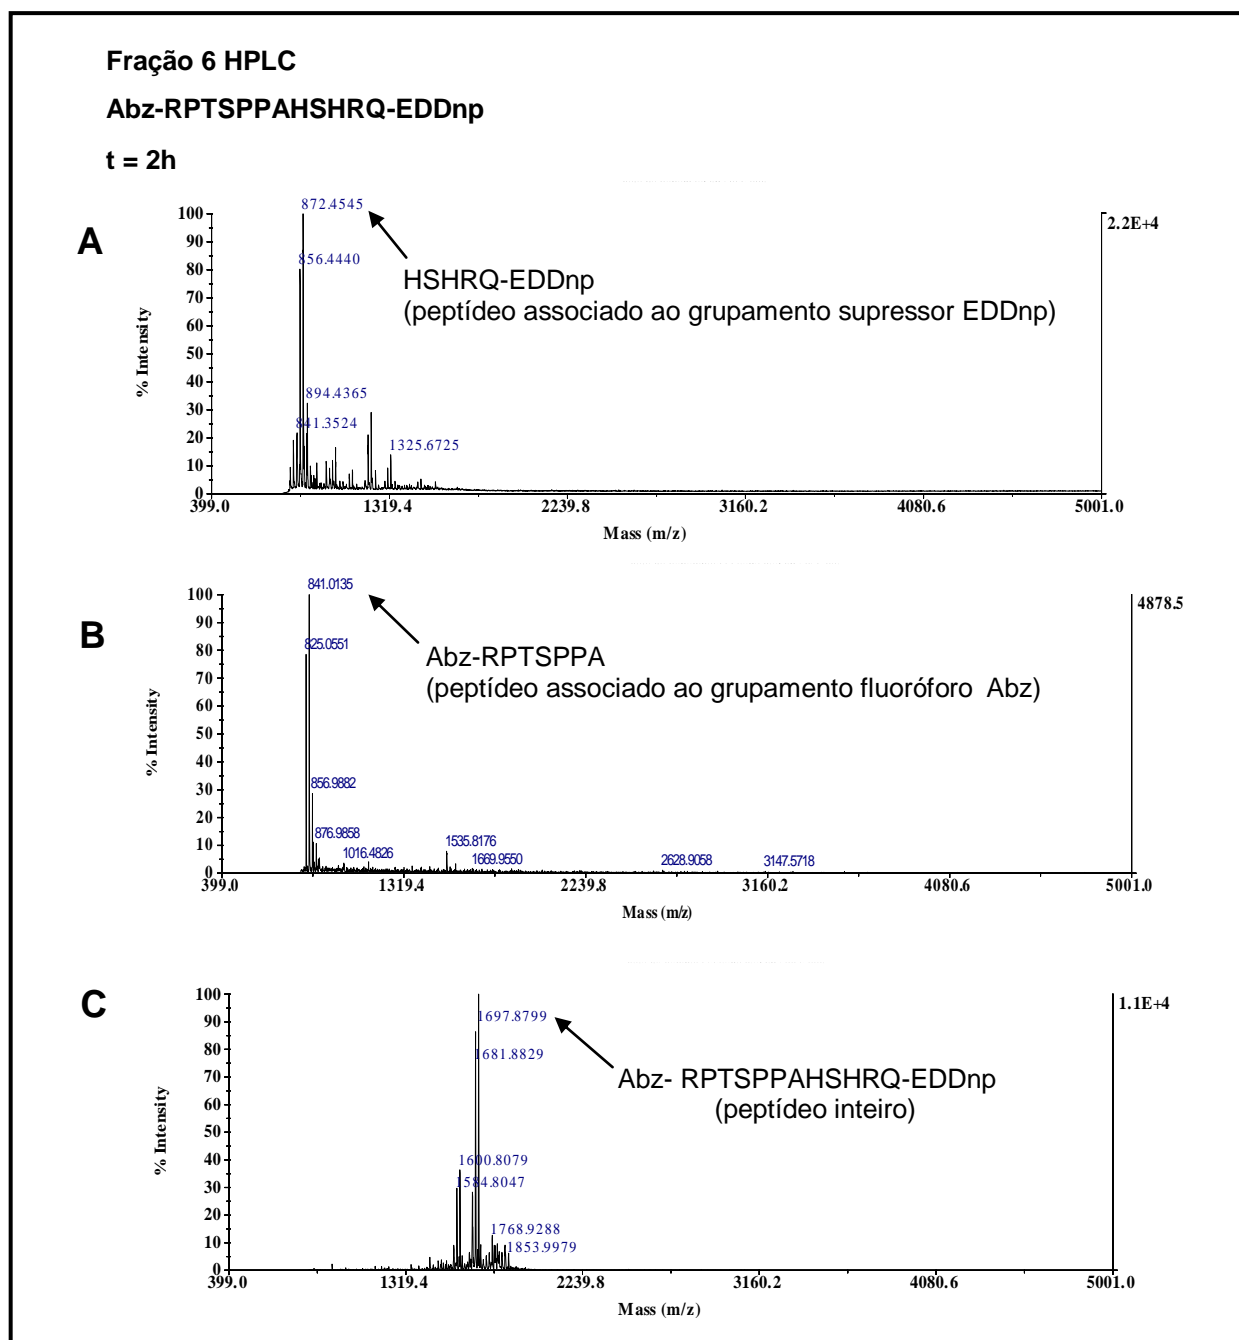 Fração 6 HPLC
Abz-RPTSPPAHSHRQ-EDDnp
t = 2h
A
% Intensity
100
90
80
70
60
50
40
30
20
10
0
872.4545
856.4440
894.4365
841.3524
1325.6725
HSHRQ-EDDnp
(peptídeo associado ao grupamento supressor EDDnp)
2.2E+4
399.0 1319.4 2239.8 3160.2 4080.6 5001.0
Mass (m/z)
B
% Intensity
100
90
80
70
60
50
40
30
20
10
0
841.0135
825.0551
856.9882
876.9858
1016.4826
1535.8176
1669.9550
2628.9058
3147.5718
Abz-RPTSPPA
(peptídeo associado ao grupamento fluoróforo Abz)
4878.5
399.0 1319.4 2239.8 3160.2 4080.6 5001.0
Mass (m/z)
C
% Intensity
100
90
80
70
60
50
40
30
20
10
0
1697.8799
1681.8829
1600.8079
1584.8047
1768.9288
1853.9979
Abz- RPTSPPAHSHRQ-EDDnp
(peptídeo inteiro)
1.1E+4
399.0 1319.4 2239.8 3160.2 4080.6 5001.0
Mass (m/z)